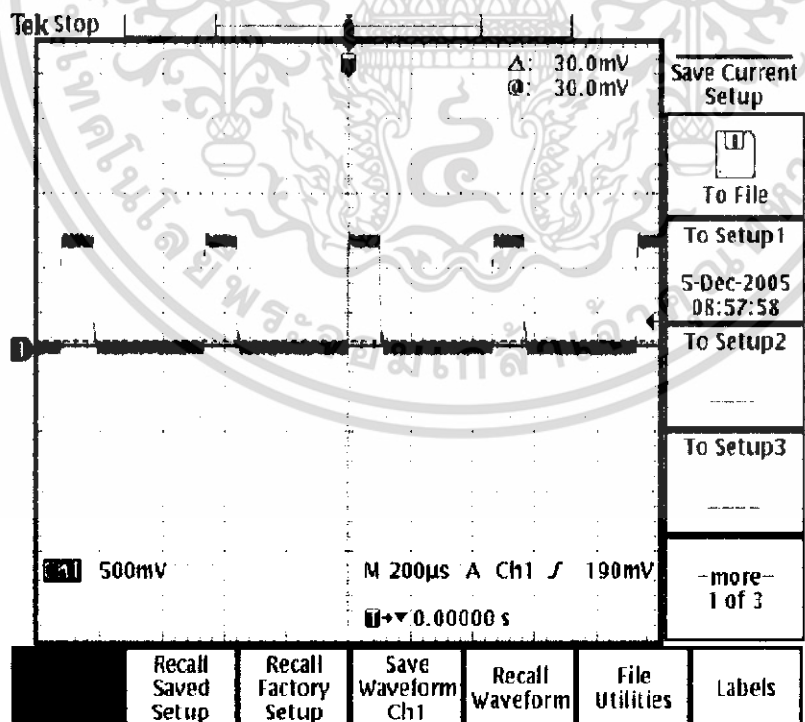 Tek Stop
Δ: 30.0mV
@: 30.0mV
Save Current
Setup
To File
To Setup1
5-Dec-2005
08:57:58
To Setup2
To Setup3
-more-
1 of 3
1
Ch1 500mV
M 200µs A Ch1 ʃ 190mV
T→▼ 0.00000 s
Recall
Saved
Setup
Recall
Factory
Setup
Save
Waveform
Ch1
Recall
Waveform
File
Utilities
Labels